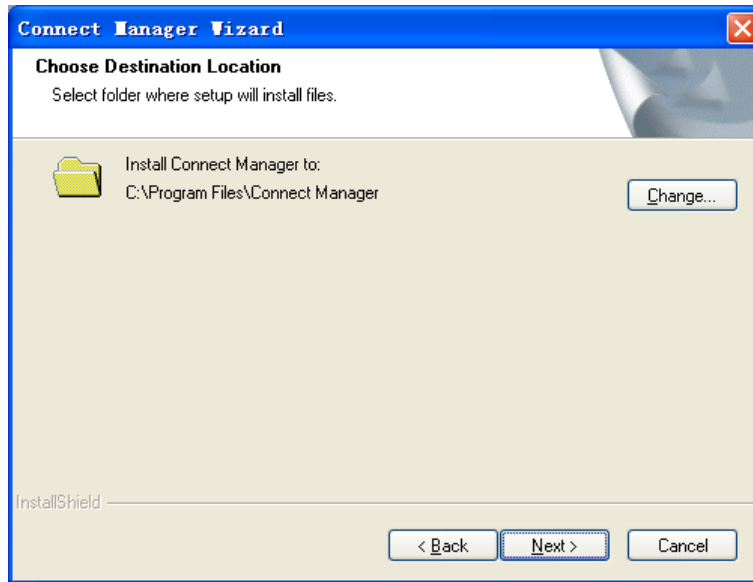 Connect Manager Wizard
Choose Destination Location
Select folder where setup will install files.
Install Connect Manager to:
C:\Program Files\Connect Manager
Change...
InstallShield
< Back
Next >
Cancel